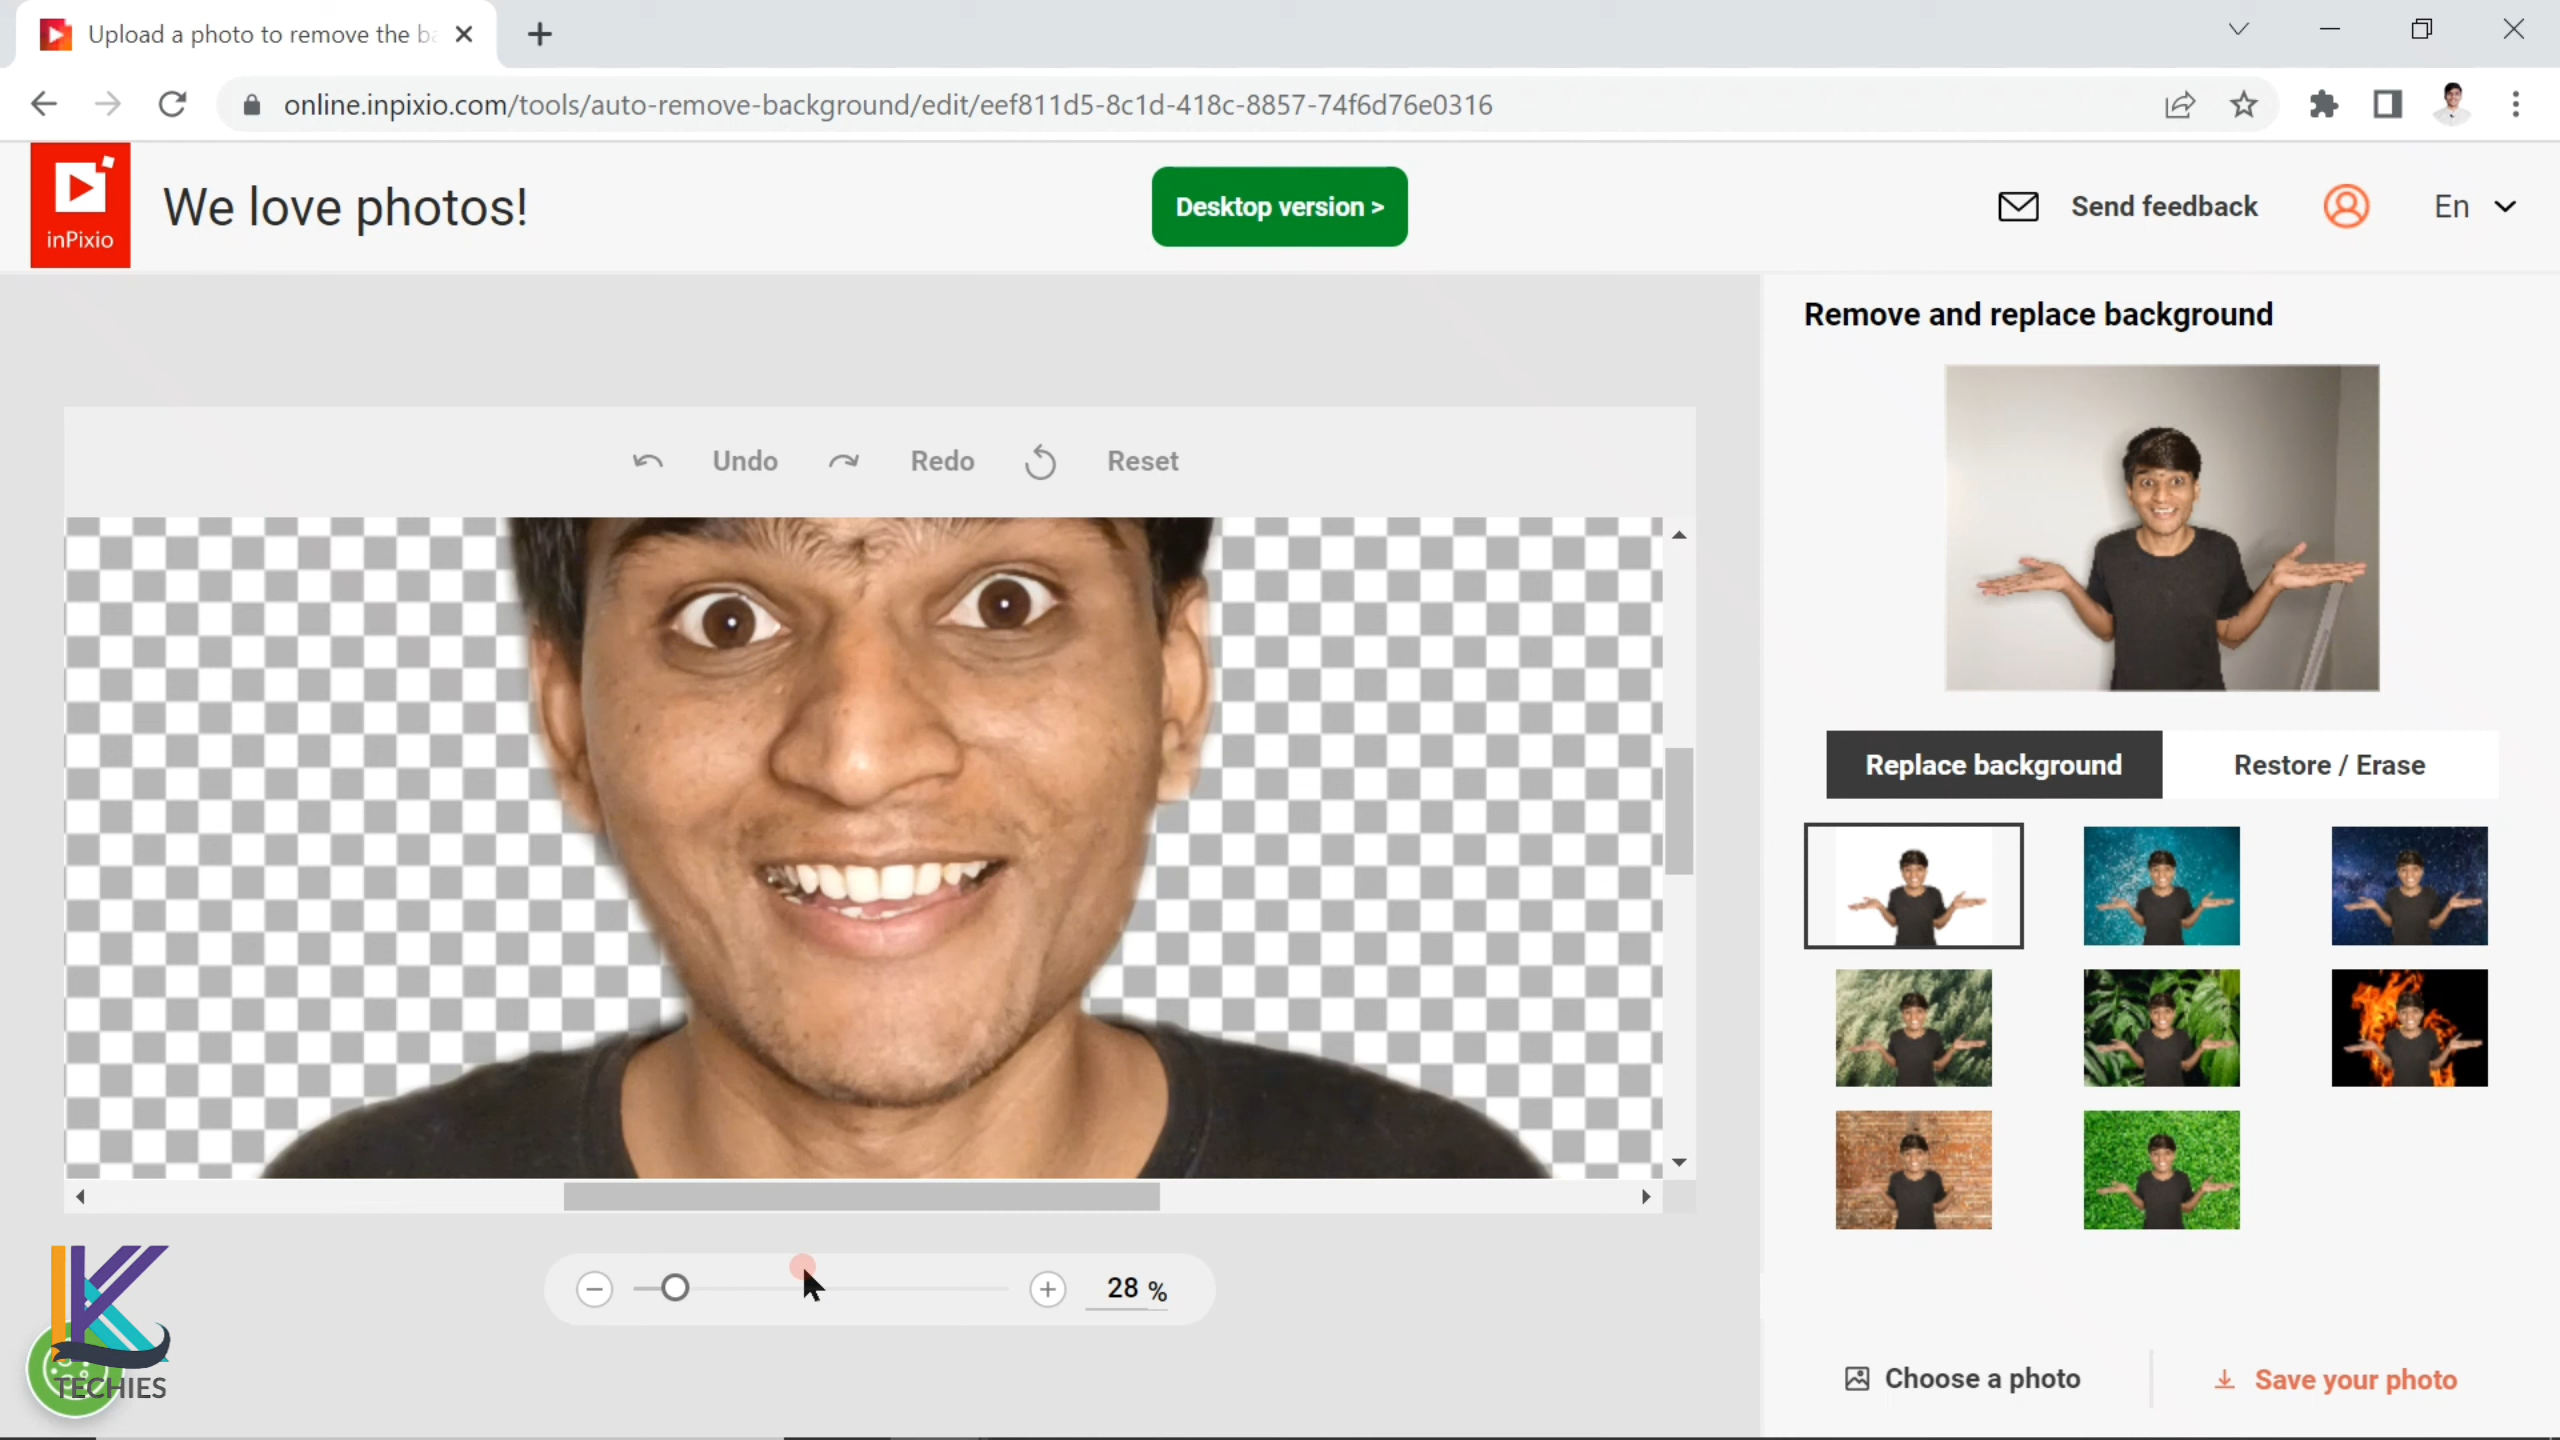 Upload a photo to remove the ba
online.inpixio.com/tools/auto-remove-background/edit/eef811d5-8c1d-418c-8857-74f6d76e0316
inPixio
We love photos!
Desktop version >
Send feedback
En
Remove and replace background
Undo Redo Reset
Replace background
Restore / Erase
28 %
TECHIES
Choose a photo
Save your photo